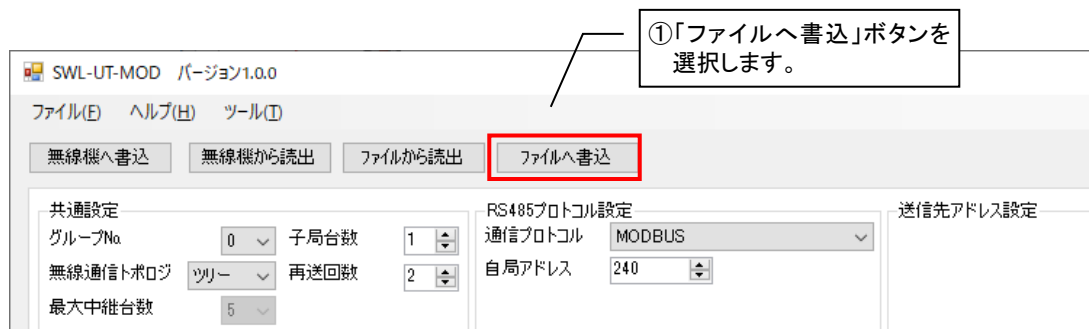 ①「ファイルへ書込」ボタンを
選択します。
SWL-UT-MOD バージョン1.0.0
ファイル(F) ヘルプ(H) ツール(T)
無線機へ書込 無線機から読出 ファイルから読出 ファイルへ書込
共通設定 RS485プロトコル設定 送信先アドレス設定
グループNo. 0 子局台数 1 通信プロトコル MODBUS
無線通信トポロジ ツリー 再送回数 2 自局アドレス 240
最大中継台数 5